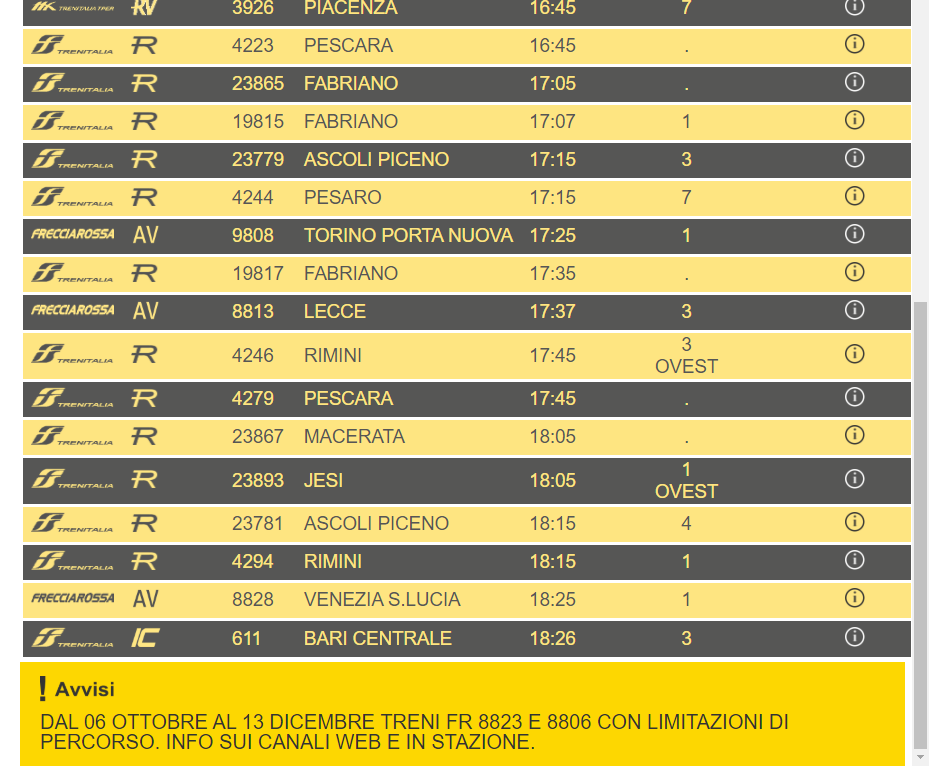 TRENITALIA TPER RV 3926 PIACENZA 16:45 7
TRENITALIA R 4223 PESCARA 16:45 .
TRENITALIA R 23865 FABRIANO 17:05 .
TRENITALIA R 19815 FABRIANO 17:07 1
TRENITALIA R 23779 ASCOLI PICENO 17:15 3
TRENITALIA R 4244 PESARO 17:15 7
FRECCIAROSSA AV 9808 TORINO PORTA NUOVA 17:25 1
TRENITALIA R 19817 FABRIANO 17:35 .
FRECCIAROSSA AV 8813 LECCE 17:37 3
TRENITALIA R 4246 RIMINI 17:45 3
OVEST
TRENITALIA R 4279 PESCARA 17:45 .
TRENITALIA R 23867 MACERATA 18:05 .
TRENITALIA R 23893 JESI 18:05 1
OVEST
TRENITALIA R 23781 ASCOLI PICENO 18:15 4
TRENITALIA R 4294 RIMINI 18:15 1
FRECCIAROSSA AV 8828 VENEZIA S.LUCIA 18:25 1
TRENITALIA IC 611 BARI CENTRALE 18:26 3
! Avvisi
DAL 06 OTTOBRE AL 13 DICEMBRE TRENI FR 8823 E 8806 CON LIMITAZIONI DI
PERCORSO. INFO SUI CANALI WEB E IN STAZIONE.